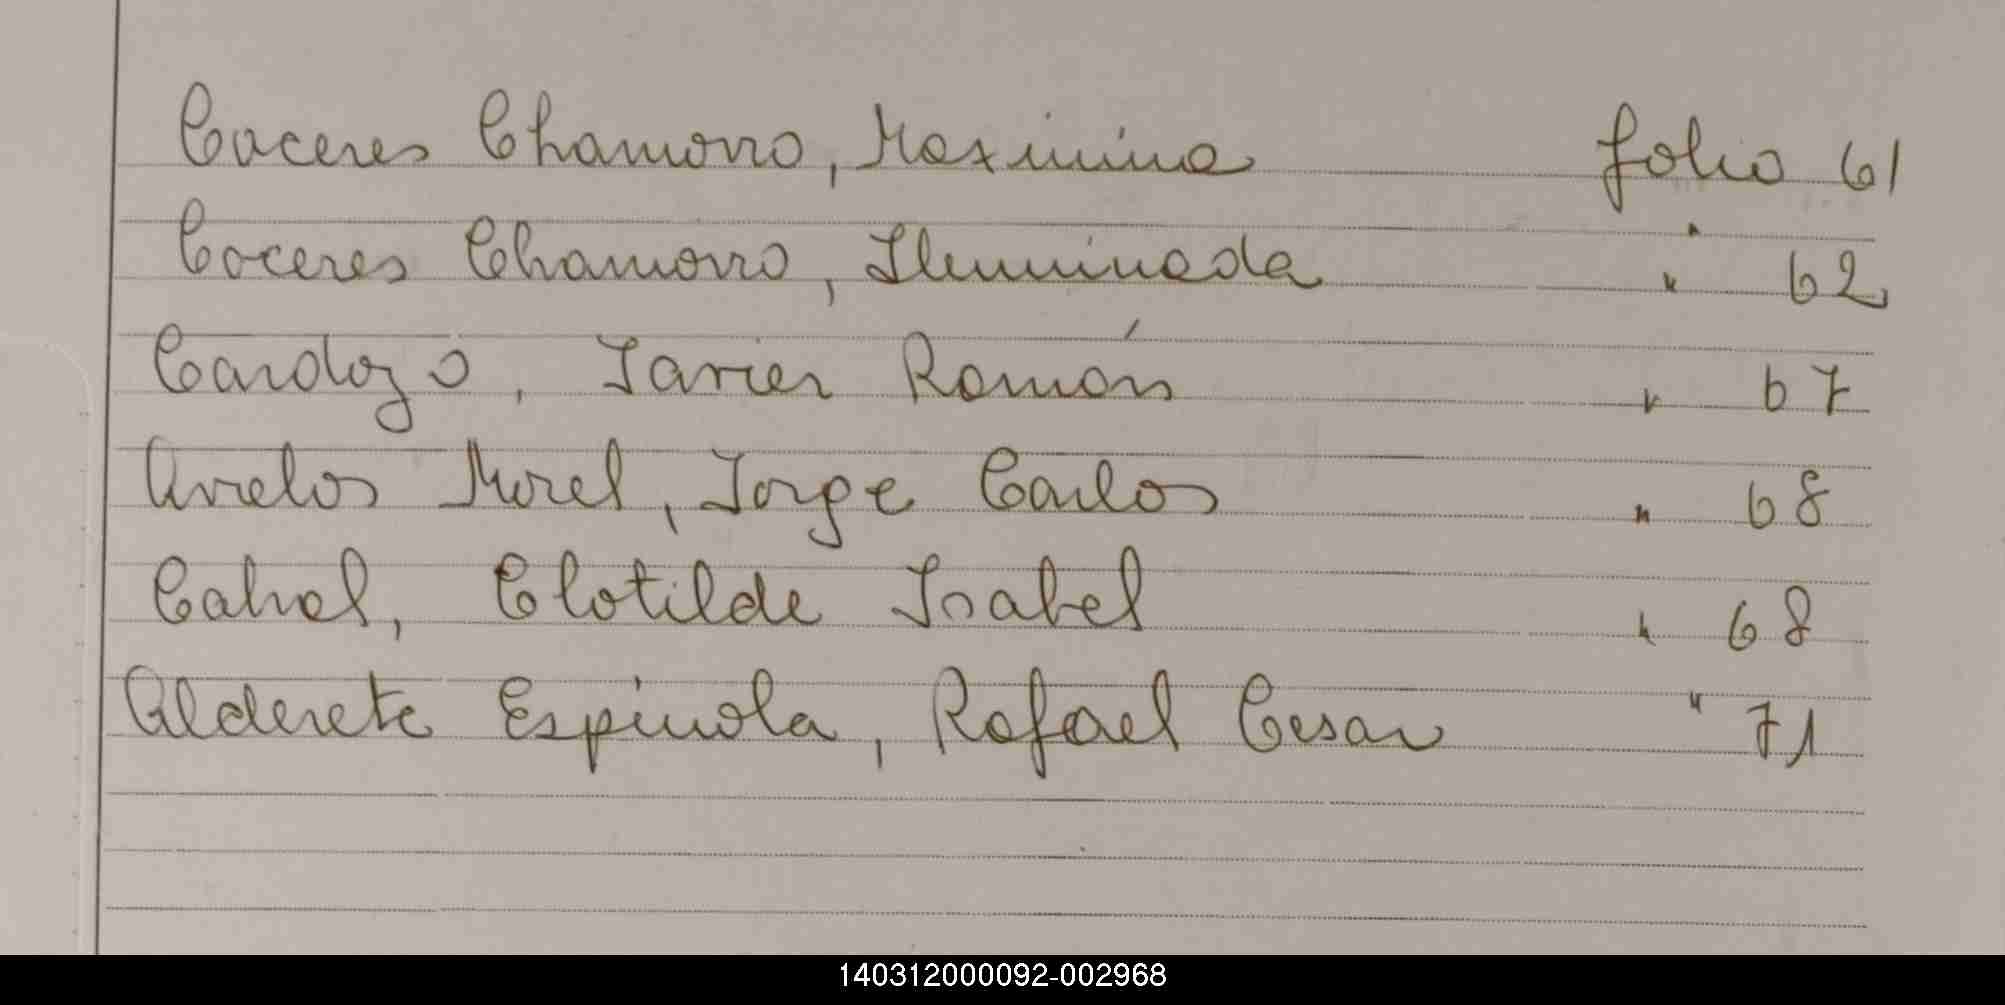 Caceres Chamorro, Maximina folio 61
Caceres Chamorro, Iluminada " 62
Cardozo, Javier Ramón " 67
Avalos Morel, Jorge Carlos " 68
Cabral, Clotilde Isabel " 68
Alderete Espinola, Rafael Cesar " 71
140312000092-002968